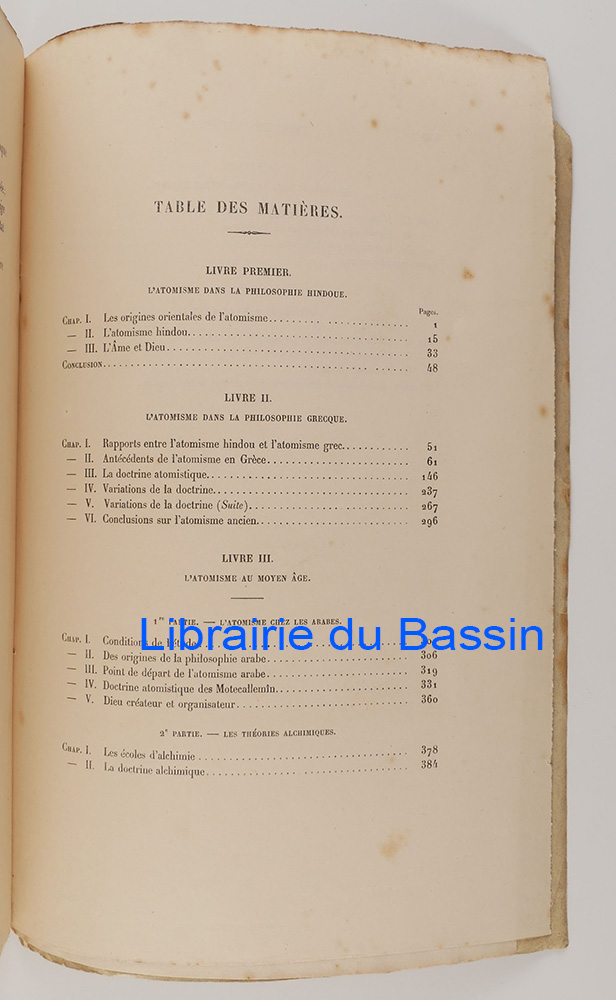 TABLE DES MATIÈRES.
LIVRE PREMIER.
L'ATOMISME DANS LA PHILOSOPHIE HINDOUE.
Pages.
CHAP. I. Les origines orientales de l'atomisme 1
— II. L'atomisme hindou 15
— III. L'Âme et Dieu 33
CONCLUSION 48
LIVRE II.
L'ATOMISME DANS LA PHILOSOPHIE GRECQUE.
CHAP. I. Rapports entre l'atomisme hindou et l'atomisme grec 51
— II. Antécédents de l'atomisme en Grèce 61
— III. La doctrine atomistique 146
— IV. Variations de la doctrine 237
— V. Variations de la doctrine (Suite) 267
— VI. Conclusions sur l'atomisme ancien 296
LIVRE III.
L'ATOMISME AU MOYEN ÂGE.
1re PARTIE. — L'ATOMISME CHEZ LES ARABES.
CHAP. I. Conditions de l'étude
Librairie du Bassin
— II. Des origines de la philosophie arabe 306
— III. Point de départ de l'atomisme arabe 319
— IV. Doctrine atomistique des Motecallemîn 331
— V. Dieu créateur et organisateur 360
2e PARTIE. — LES THÉORIES ALCHIMIQUES.
CHAP. I. Les écoles d'alchimie 378
— II. La doctrine alchimique 384